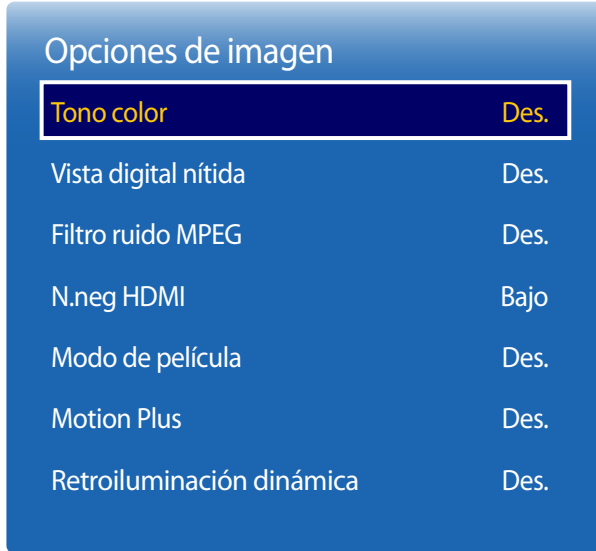 Opciones de imagen
Tono color Des.
Vista digital nítida Des.
Filtro ruido MPEG Des.
N.neg HDMI Bajo
Modo de película Des.
Motion Plus Des.
Retroiluminación dinámica Des.